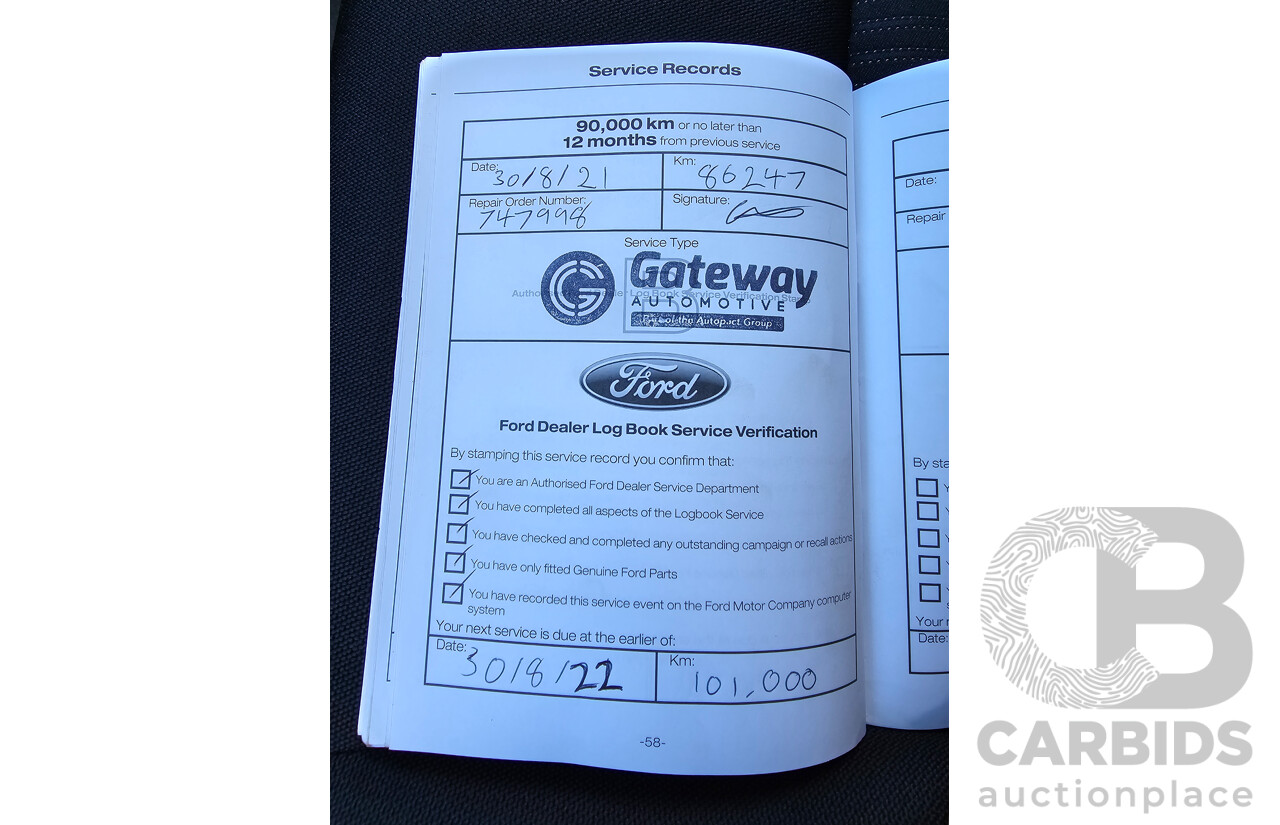 Service Records
90,000 km or no later than
12 months from previous service
Date: 30/8/21
Km: 86247
Repair Order Number: 747998
Signature:
Service Type
B
G Gateway
AUTOMOTIVE
Part of the Autopact Group
Ford
Ford Dealer Log Book Service Verification
By stamping this service record you confirm that:
You are an Authorised Ford Dealer Service Department
You have completed all aspects of the Logbook Service
You have checked and completed any outstanding campaign or recall actions
You have only fitted Genuine Ford Parts
You have recorded this service event on the Ford Motor Company computer
system
Your next service is due at the earlier of:
Date: 30/8/22
Km: 101,000
-58-
Date:
Repair
By sta
Your
Date:
CB
CARBIDS
auctionplace